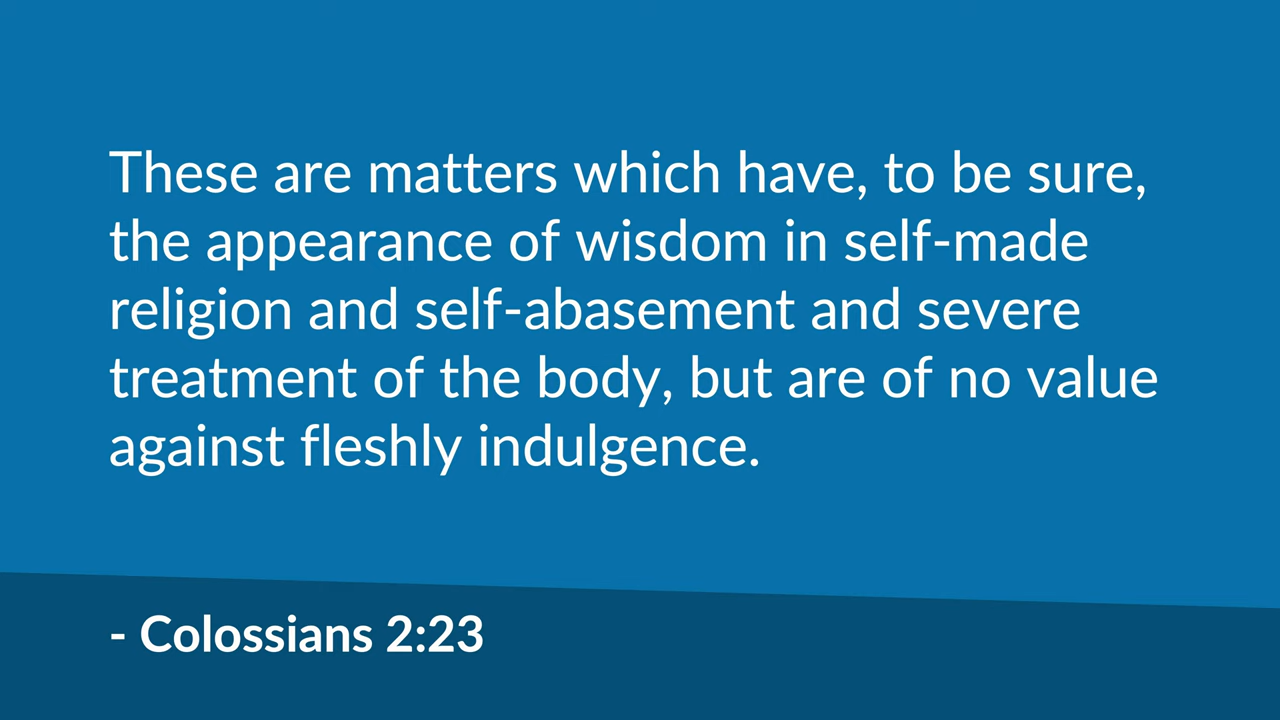 These are matters which have, to be sure,
the appearance of wisdom in self-made
religion and self-abasement and severe
treatment of the body, but are of no value
against fleshly indulgence.
- Colossians 2:23